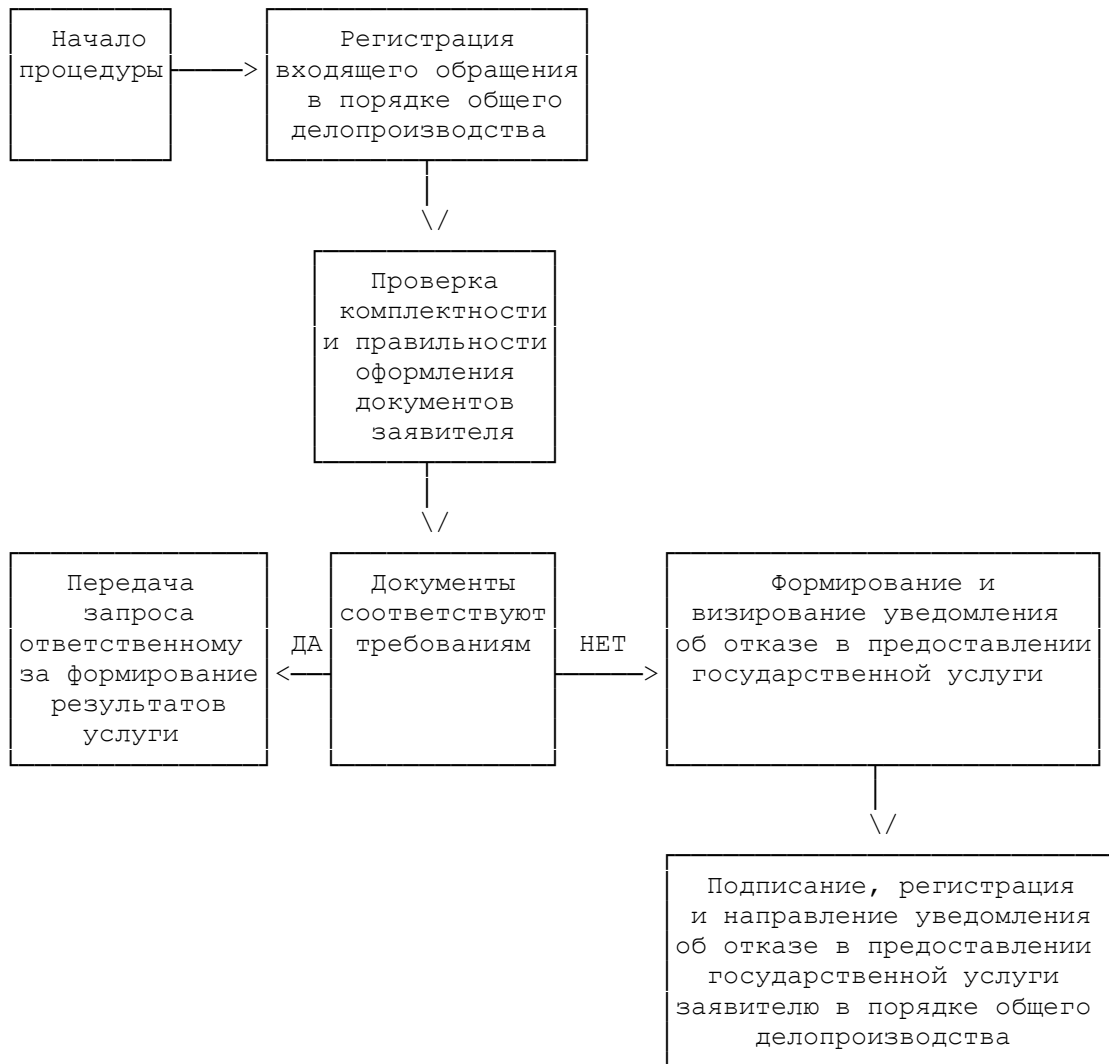 Начало
процедуры
Регистрация
входящего обращения
в порядке общего
делопроизводства
Проверка
комплектности
и правильности
оформления
документов
заявителя
Передача
запроса
ответственному
за формирование
результатов
услуги
ДА
Документы
соответствуют
требованиям
НЕТ
Формирование и
визирование уведомления
об отказе в предоставлении
государственной услуги
Подписание, регистрация
и направление уведомления
об отказе в предоставлении
государственной услуги
заявителю в порядке общего
делопроизводства